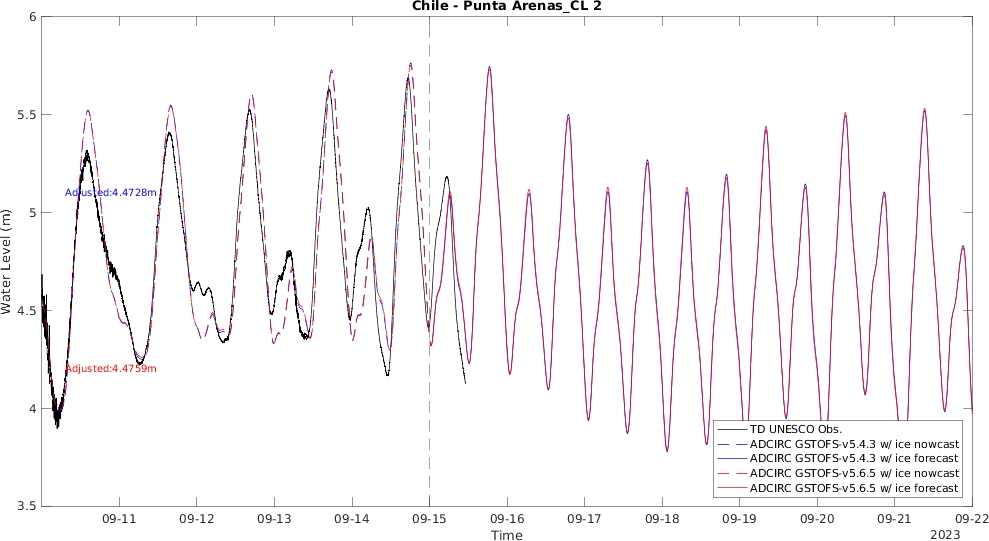 Chile - Punta Arenas_CL 2
6
5.5
5
4.5
4
3.5
Water Level (m)
Adjusted:4.4728m
Adjusted:4.4759m
TD UNESCO Obs.
ADCIRC GSTOFS-v5.4.3 w/ ice nowcast
ADCIRC GSTOFS-v5.4.3 w/ ice forecast
ADCIRC GSTOFS-v5.6.5 w/ ice nowcast
ADCIRC GSTOFS-v5.6.5 w/ ice forecast
09-11 09-12 09-13 09-14 09-15 09-16 09-17 09-18 09-19 09-20 09-21 09-22
Time
2023